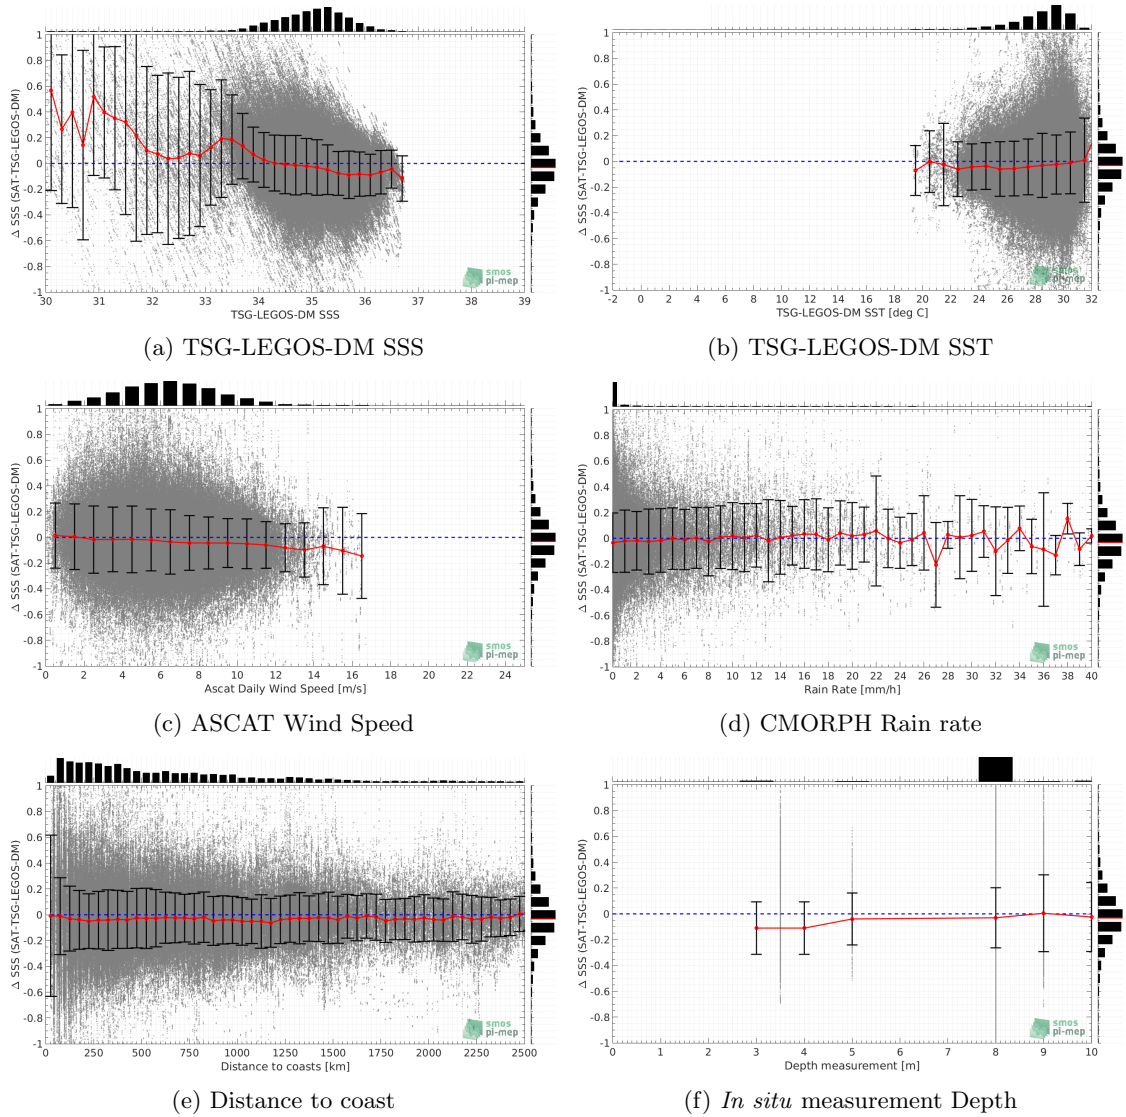 Δ SSS (SAT-TSG-LEGOS-DM)
1
0.8
0.6
0.4
0.2
0
-0.2
-0.4
-0.6
-0.8
-1
30 31 32 33 34 35 36 37 38 39
TSG-LEGOS-DM SSS
smos
pi-mep
(a) TSG-LEGOS-DM SSS
Δ SSS (SAT-TSG-LEGOS-DM)
1
0.8
0.6
0.4
0.2
0
-0.2
-0.4
-0.6
-0.8
-1
-2 0 2 4 6 8 10 12 14 16 18 20 22 24 26 28 30 32
TSG-LEGOS-DM SST [deg C]
smos
pi-mep
(b) TSG-LEGOS-DM SST
Δ SSS (SAT-TSG-LEGOS-DM)
1
0.8
0.6
0.4
0.2
0
-0.2
-0.4
-0.6
-0.8
-1
0 2 4 6 8 10 12 14 16 18 20 22 24
Ascat Daily Wind Speed [m/s]
smos
pi-mep
(c) ASCAT Wind Speed
Δ SSS (SAT-TSG-LEGOS-DM)
1
0.8
0.6
0.4
0.2
0
-0.2
-0.4
-0.6
-0.8
-1
0 2 4 6 8 10 12 14 16 18 20 22 24 26 28 30 32 34 36 38 40
Rain Rate [mm/h]
smos
pi-mep
(d) CMORPH Rain rate
Δ SSS (SAT-TSG-LEGOS-DM)
1
0.8
0.6
0.4
0.2
0
-0.2
-0.4
-0.6
-0.8
-1
0 250 500 750 1000 1250 1500 1750 2000 2250 2500
Distance to coasts [km]
smos
pi-mep
(e) Distance to coast
Δ SSS (SAT-TSG-LEGOS-DM)
1
0.8
0.6
0.4
0.2
0
-0.2
-0.4
-0.6
-0.8
-1
0 1 2 3 4 5 6 7 8 9 10
Depth measurement [m]
smos
pi-mep
(f) In situ measurement Depth